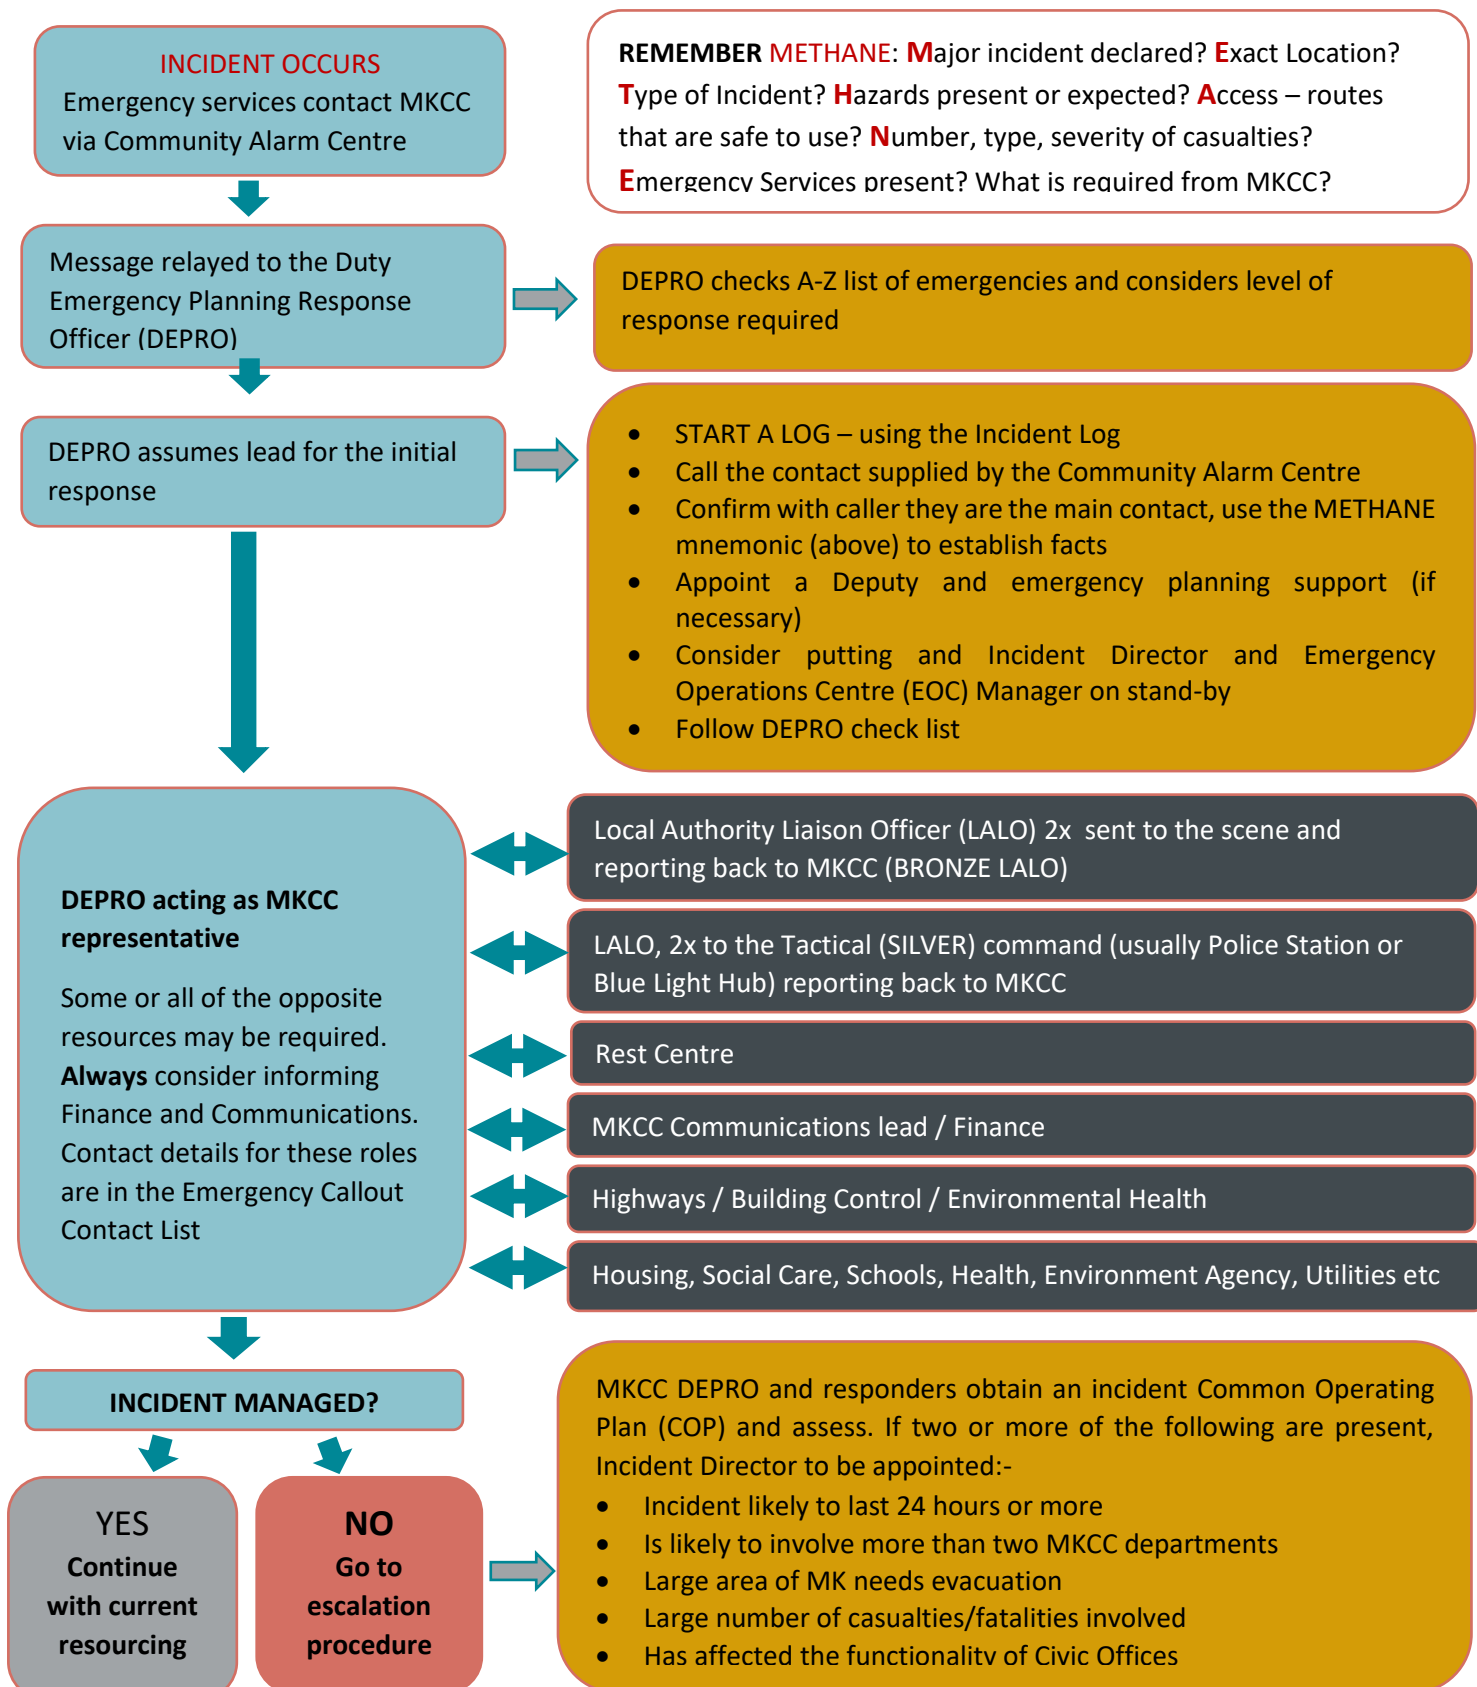 INCIDENT OCCURS
Emergency services contact MKCC
via Community Alarm Centre
REMEMBER METHANE: Major incident declared? Exact Location?
Type of Incident? Hazards present or expected? Access – routes
that are safe to use? Number, type, severity of casualties?
Emergency Services present? What is required from MKCC?
Message relayed to the Duty
Emergency Planning Response
Officer (DEPRO)
DEPRO checks A-Z list of emergencies and considers level of
response required
DEPRO assumes lead for the initial
response
• START A LOG – using the Incident Log
• Call the contact supplied by the Community Alarm Centre
• Confirm with caller they are the main contact, use the METHANE
mnemonic (above) to establish facts
• Appoint a Deputy and emergency planning support (if
necessary)
• Consider putting and Incident Director and Emergency
Operations Centre (EOC) Manager on stand-by
• Follow DEPRO check list
DEPRO acting as MKCC
representative
Some or all of the opposite
resources may be required.
Always consider informing
Finance and Communications.
Contact details for these roles
are in the Emergency Callout
Contact List
Local Authority Liaison Officer (LALO) 2x sent to the scene and
reporting back to MKCC (BRONZE LALO)
LALO, 2x to the Tactical (SILVER) command (usually Police Station or
Blue Light Hub) reporting back to MKCC
Rest Centre
MKCC Communications lead / Finance
Highways / Building Control / Environmental Health
Housing, Social Care, Schools, Health, Environment Agency, Utilities etc
INCIDENT MANAGED?
YES
Continue
with current
resourcing
NO
Go to
escalation
procedure
MKCC DEPRO and responders obtain an incident Common Operating
Plan (COP) and assess. If two or more of the following are present,
Incident Director to be appointed:-
• Incident likely to last 24 hours or more
• Is likely to involve more than two MKCC departments
• Large area of MK needs evacuation
• Large number of casualties/fatalities involved
• Has affected the functionality of Civic Offices